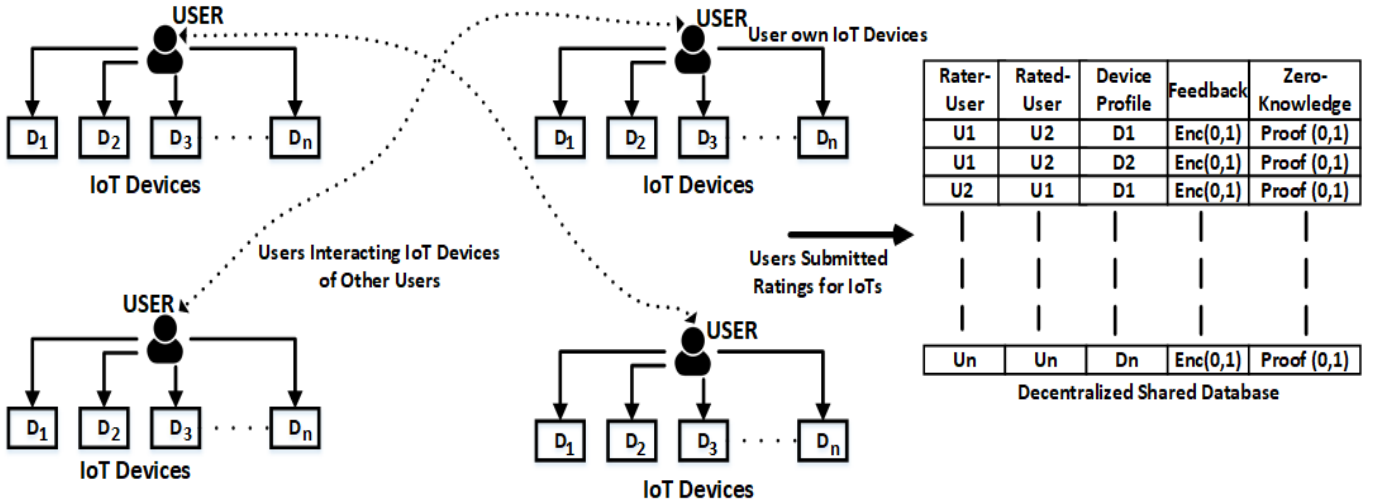 USER
D1 D2 D3 Dn
IoT Devices
USER
User own IoT Devices
D1 D2 D3 Dn
IoT Devices
Users Interacting IoT Devices
of Other Users
USER
D1 D2 D3 Dn
IoT Devices
USER
D1 D2 D3 Dn
IoT Devices
Users Submitted
Ratings for IoTs
Rater- Rated- Device Feedback Zero-
User User Profile Knowledge
U1 U2 D1 Enc(0,1) Proof (0,1)
U1 U2 D2 Enc(0,1) Proof (0,1)
U2 U1 D1 Enc(0,1) Proof (0,1)
Un Un Dn Enc(0,1) Proof (0,1)
Decentralized Shared Database